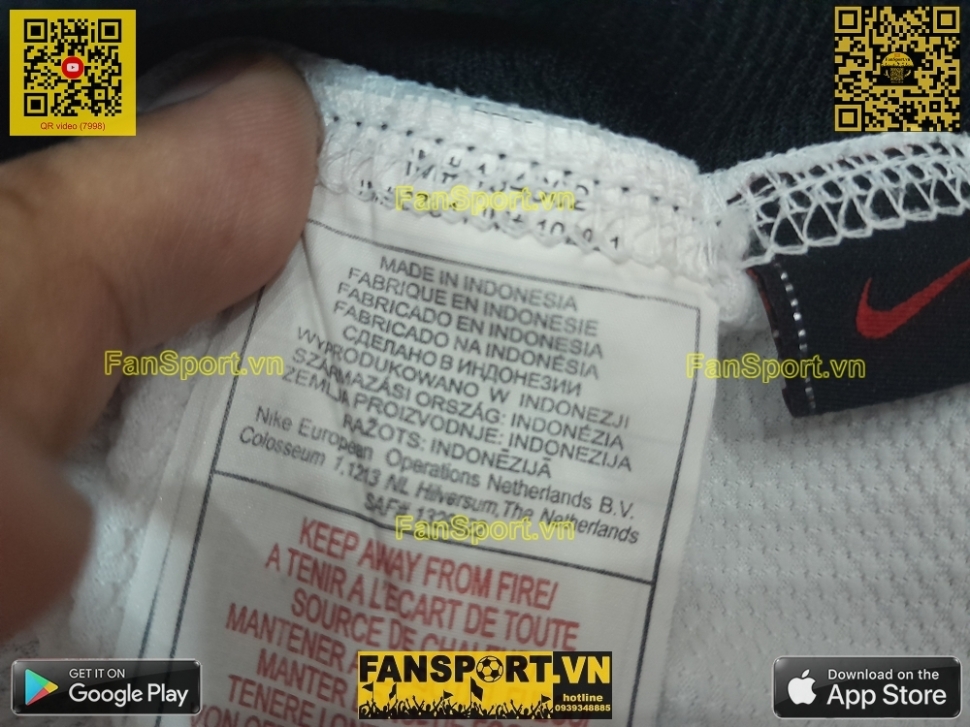 QR video (7998)
FanSport.vn
MADE IN INDONESIA
FABRIQUE EN INDONESIE
FABRICADO EN INDONESIA
FABRICADO NA INDONÉSIA
СДЕЛАНО В ИНДОНЕЗИИ
WYPRODUKOWANO W INDONEZJI
SZÁRMAZÁSI ORSZÁG: INDONÉZIA
ZEMLJA PROIZVODNJE: INDONEZIJA
RAŽOTS: INDONĒZIJĀ
FanSport.vn
FanSport.vn
Nike European Operations Netherlands B.V.
Colosseum 1, 1213 NL Hilversum, The Netherlands
SAF#
FanSport.vn
KEEP AWAY FROM FIRE/
A TENIR A L'ECART DE TOUTE
SOURCE DE
MANTENER
MANTER
TENERE
GET IT ON
Google Play
FANSPORT.VN
hotline
0939348885
Download on the
App Store